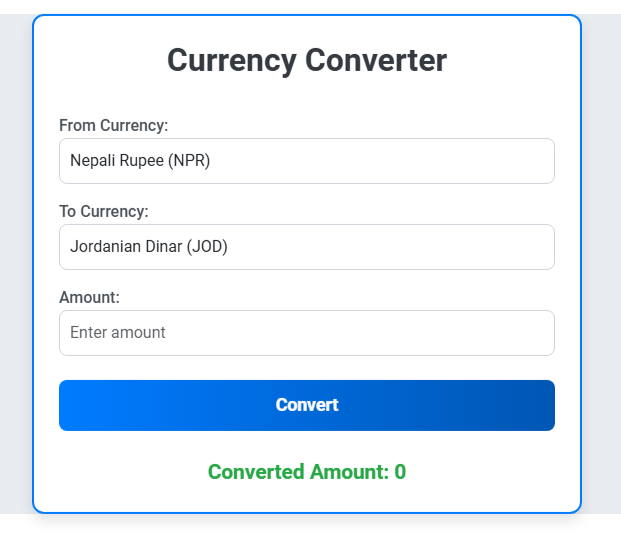 Currency Converter
From Currency:
Nepali Rupee (NPR)
To Currency:
Jordanian Dinar (JOD)
Amount:
Enter amount
Convert
Converted Amount: 0